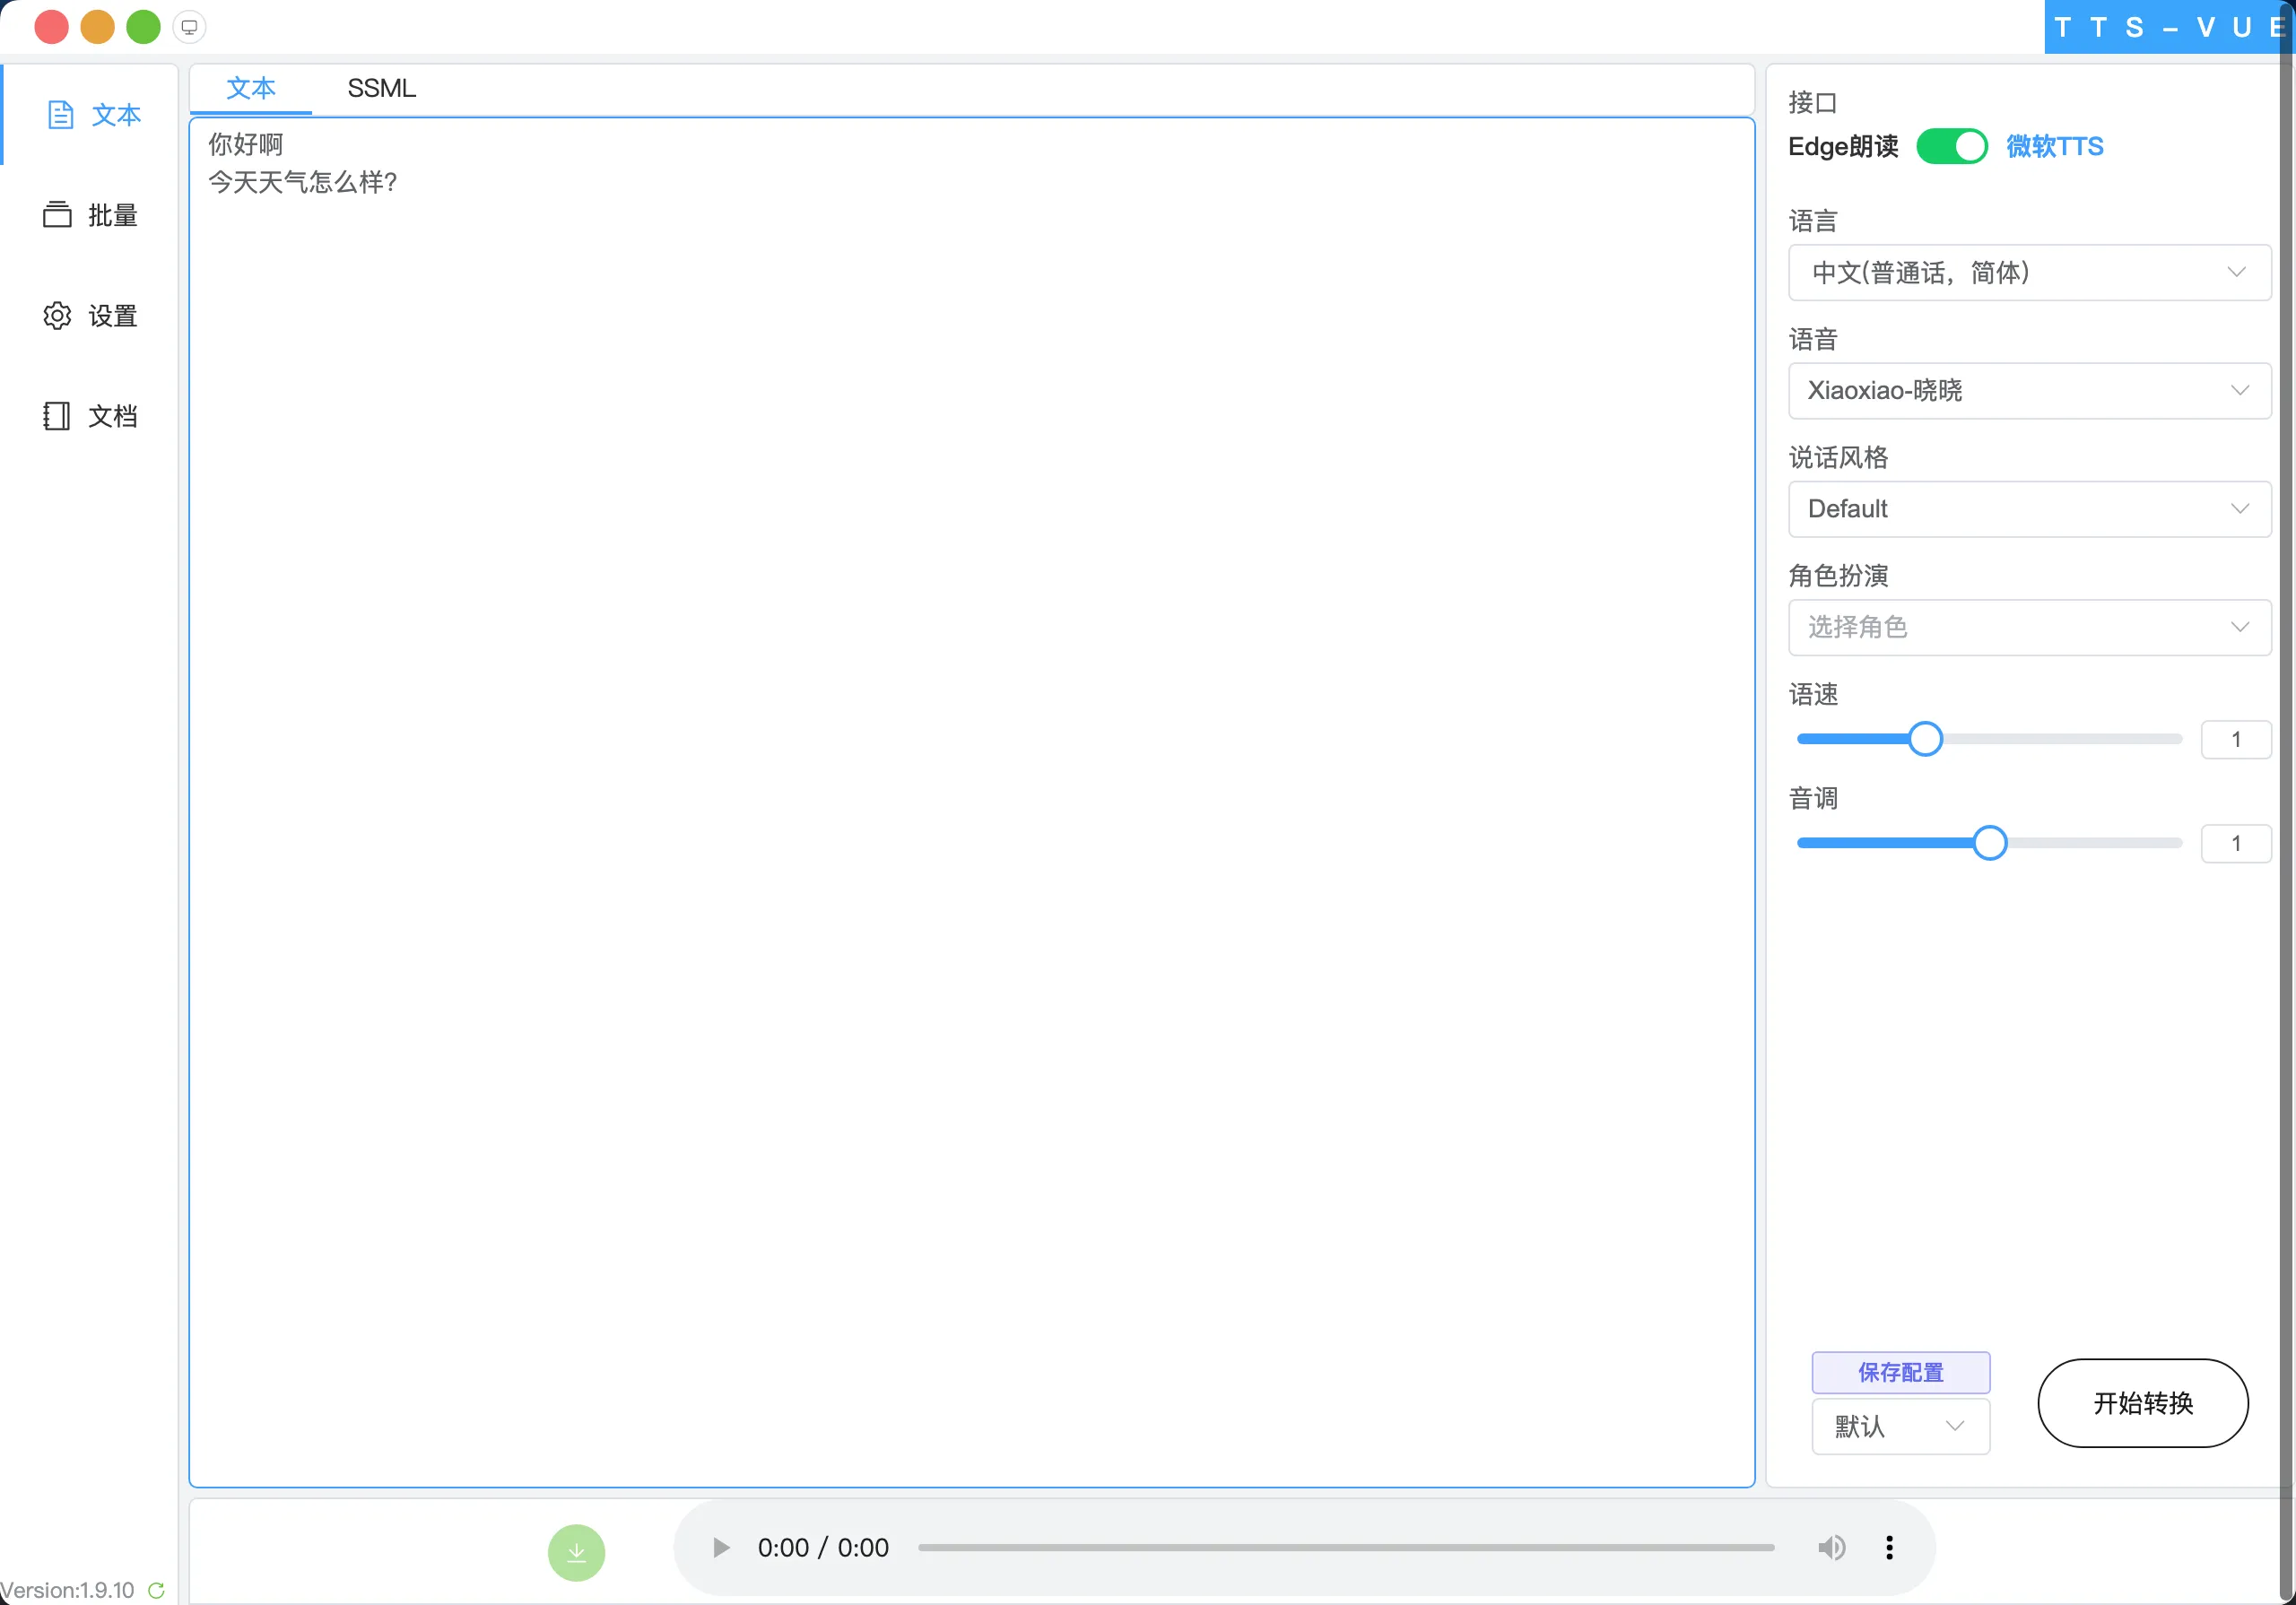 TTS-VUE
文本
批量
设置
文档
Version:1.9.10
文本 SSML
你好啊
今天天气怎么样?
接口
Edge朗读 微软TTS
语言
中文(普通话，简体)
语音
Xiaoxiao-晓晓
说话风格
Default
角色扮演
选择角色
语速
1
音调
1
保存配置
默认
开始转换
0:00 / 0:00